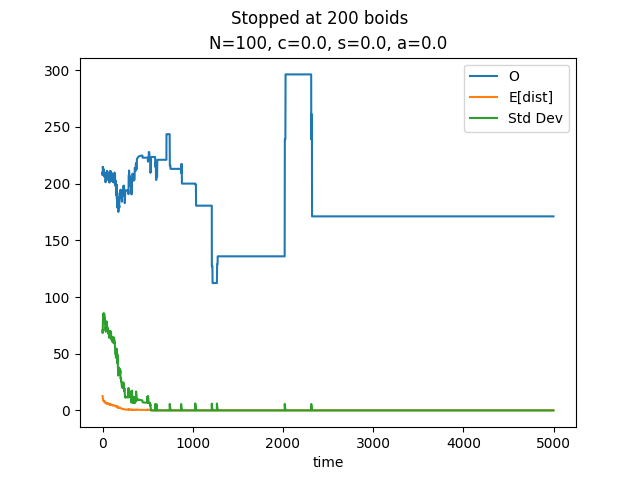 Stopped at 200 boids
N=100, c=0.0, s=0.0, a=0.0
300
250
200
150
100
50
0
O
E[dist]
Std Dev
0 1000 2000 3000 4000 5000
time